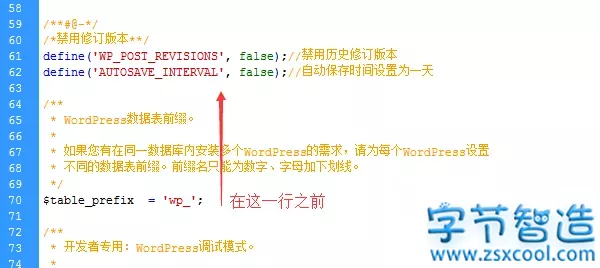 58
59 /**#@-*/
60 /*禁用修订版本**/
61 define('WP_POST_REVISIONS', false);//禁用历史修订版本
62 define('AUTOSAVE_INTERVAL', false);//自动保存时间设置为一天
63
64 /**
65 * WordPress数据表前缀。
66 *
67 * 如果您有在同一数据库内安装多个WordPress的需求，请为每个WordPress设置
68 * 不同的数据表前缀。前缀名只能为数字、字母加下划线。
69 */
70 $table_prefix  = 'wp_'; 在这一行之前
71
72 /**
73 * 开发者专用：WordPress调试模式。
74 *
字节智造
www.zsxcool.com